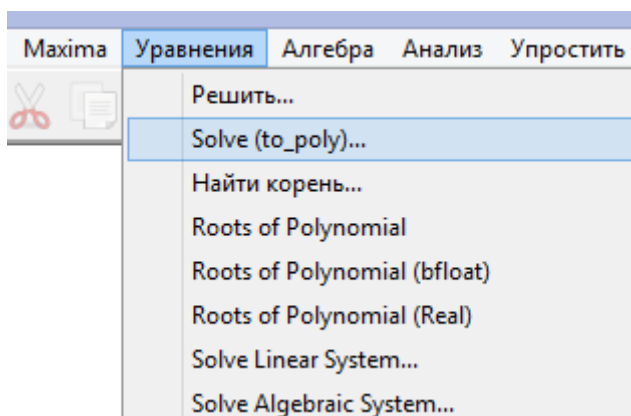 Maxima Уравнения Алгебра Анализ Упростить
Решить...
Solve (to_poly)...
Найти корень...
Roots of Polynomial
Roots of Polynomial (bfloat)
Roots of Polynomial (Real)
Solve Linear System...
Solve Algebraic System...